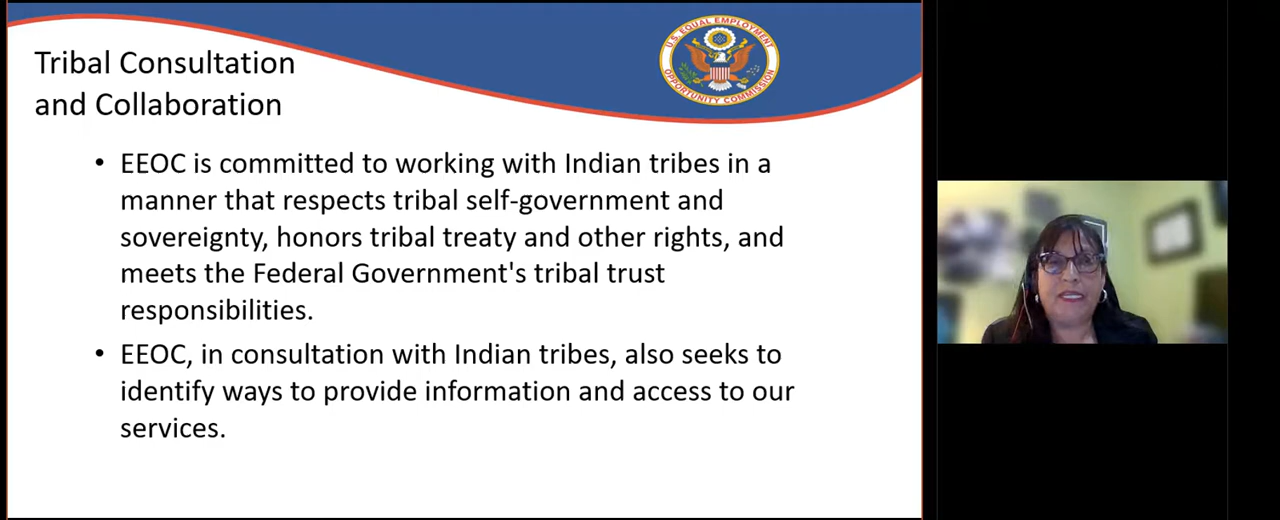 Tribal Consultation
and Collaboration
U.S. EQUAL EMPLOYMENT
OPPORTUNITY COMMISSION
• EEOC is committed to working with Indian tribes in a
manner that respects tribal self-government and
sovereignty, honors tribal treaty and other rights, and
meets the Federal Government's tribal trust
responsibilities.
• EEOC, in consultation with Indian tribes, also seeks to
identify ways to provide information and access to our
services.